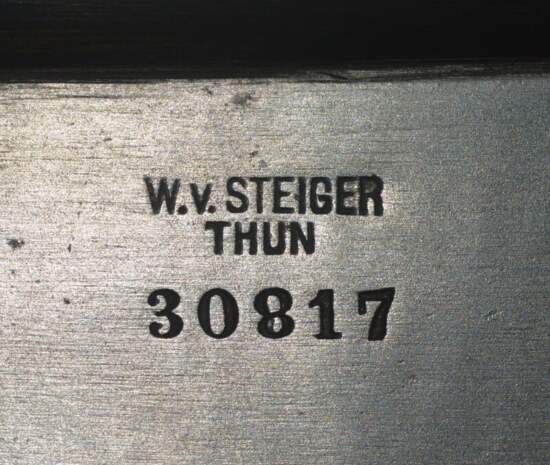 W.v. STEIGER
THUN
30817